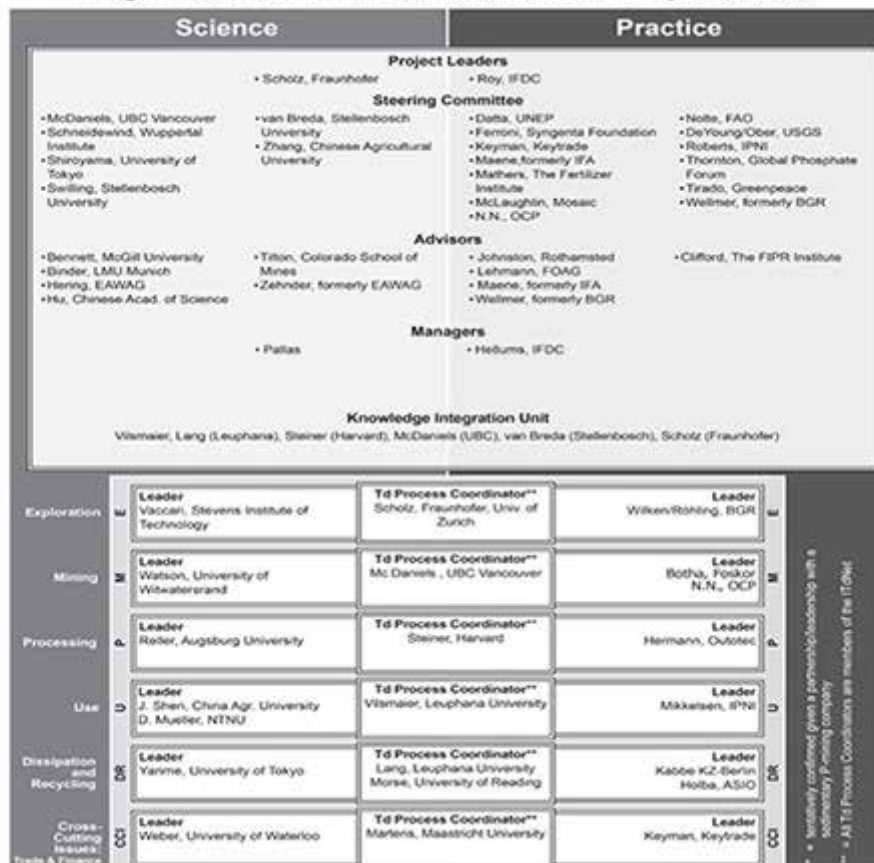 Science
Practice
Project Leaders
• Scholz, Fraunhofer
• Roy, IFDC
Steering Committee
• McDaniels, UBC Vancouver
• Schneidewind, Wuppertal
Institute
• Shiroyama, University of
Tokyo
• Swilling, Stellenbosch
University
• van Breda, Stellenbosch
University
• Zhang, Chinese Agricultural
University
• Datta, UNEP
• Ferroni, Syngenta Foundation
• Keyman, Keytrade
• Maene,formerly IFA
• Mathers, The Fertilizer
Institute
• McLaughlin, Mosaic
• N.N., OCP
• Nolte, FAO
• DeYoung/Ober, USGS
• Roberts, IPNI
• Thornton, Global Phosphate
Forum
• Tirado, Greenpeace
• Wellmer, formerly BGR
Advisors
• Bennett, McGill University
• Binder, LMU Munich
• Hering, EAWAG
• Hu, Chinese Acad. of Science
• Tilton, Colorado School of
Mines
• Zehnder, formerly EAWAG
• Johnston, Rothamsted
• Lehmann, FOAG
• Maene, formerly IFA
• Wellmer, formerly BGR
• Clifford, The FIPR Institute
Managers
• Pallas
• Hellums, IFDC
Knowledge Integration Unit
Vilsmaier, Lang (Leuphana), Steiner (Harvard), McDaniels (UBC), van Breda (Stellenbosch), Scholz (Fraunhofer)
Exploration
E
Leader
Vaccari, Stevens Institute of
Technology
Td Process Coordinator**
Scholz, Fraunhofer, Univ. of
Zurich
Leader
Wilken/Röhling, BGR
E
Mining
M
Leader
Watson, University of
Witwatersrand
Td Process Coordinator**
Mc Daniels , UBC Vancouver
Leader
Botha, Foskor
N.N., OCP
M
Processing
P
Leader
Reller, Augsburg University
Td Process Coordinator**
Steiner, Harvard
Leader
Hermann, Outotec
P
Use
U
Leader
J. Shen, China Agr. University
D. Mueller, NTNU
Td Process Coordinator**
Vilsmaier, Leuphana University
Leader
Mikkelsen, IPNI
U
Dissipation
and
Recycling
DR
Leader
Yarime, University of Tokyo
Td Process Coordinator**
Lang, Leuphana University
Morse, University of Reading
Leader
Kabbe KZ-Berlin
Holba, ASIO
DR
Cross-
Cutting
Issues:
Trade & Finance
CCI
Leader
Weber, University of Waterloo
Td Process Coordinator**
Martens, Maastricht University
Leader
Keyman, Keytrade
CCI
* = tentatively confirmed given a partnership/leadership with a
sedimentary P-mining company
** = All Td Process Coordinators are members of the ITdNet